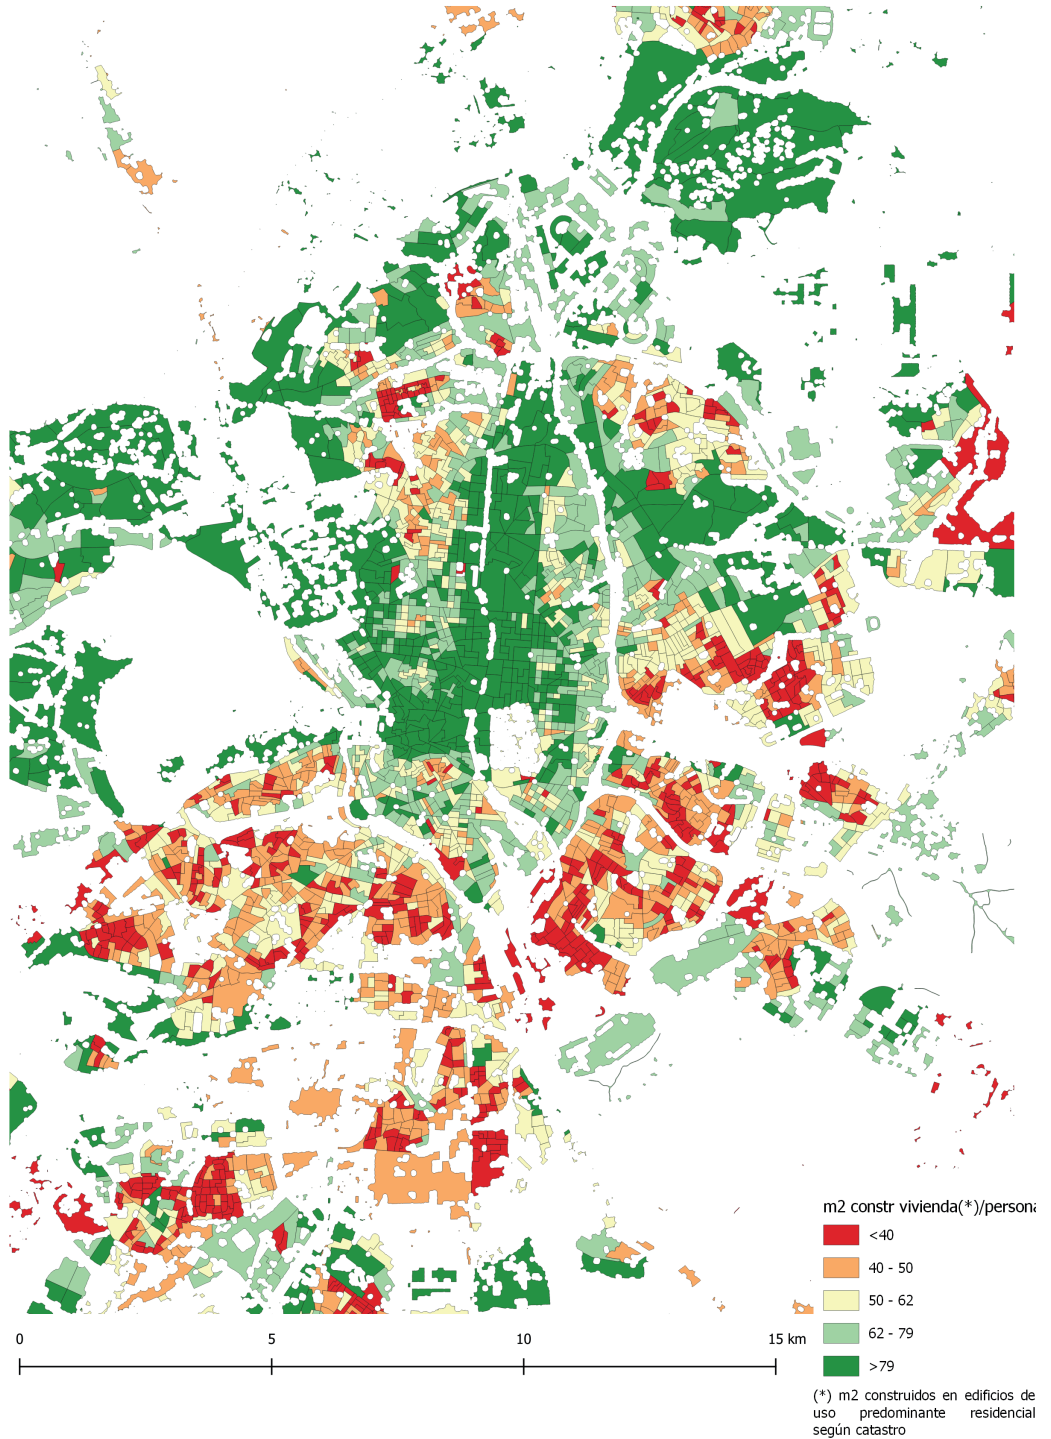 m2 constr vivienda(*)/persona
<40
40 - 50
50 - 62
62 - 79
>79
0 5 10 15 km
(*) m2 construidos en edificios de
uso predominante residencial
según catastro